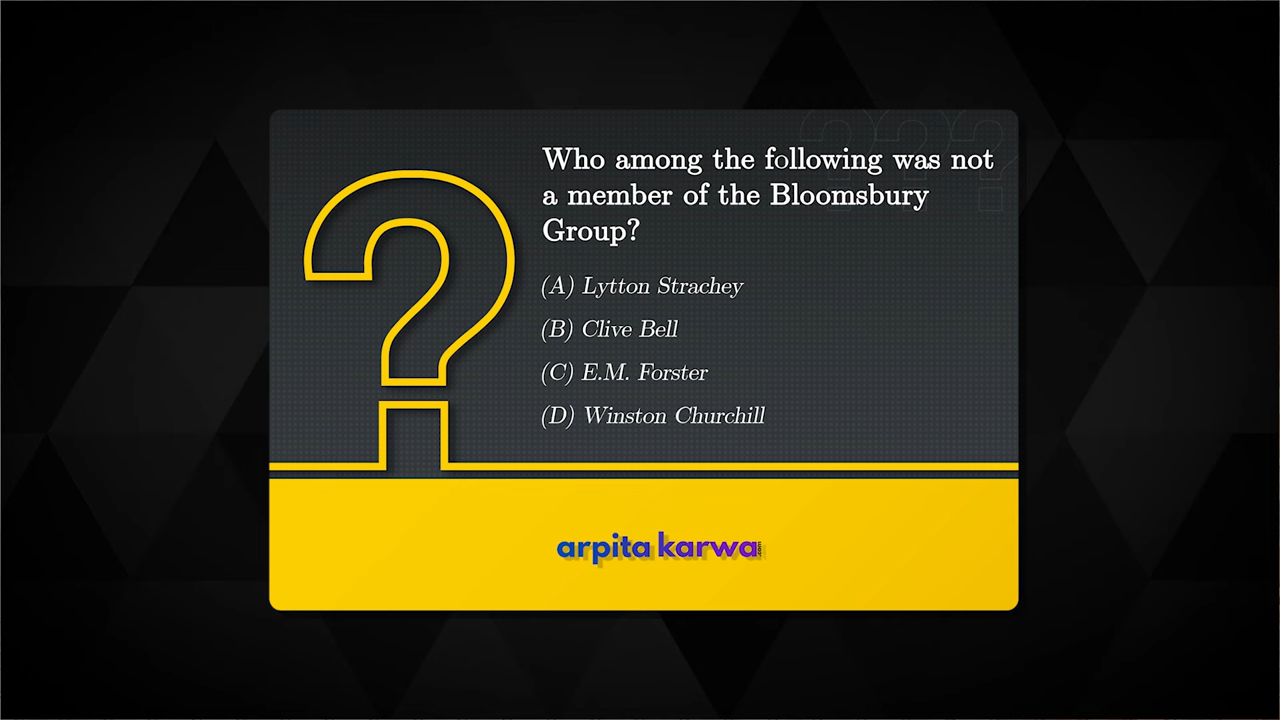 Who among the following was not
a member of the Bloomsbury
Group?
(A) Lytton Strachey
(B) Clive Bell
(C) E.M. Forster
(D) Winston Churchill
arpita karwa